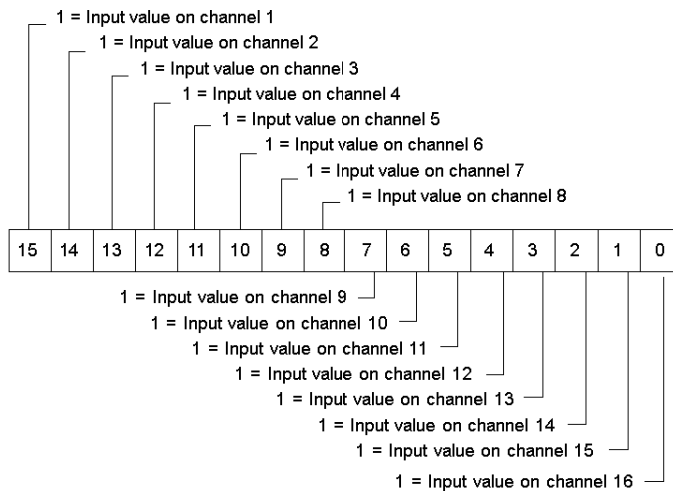 1 = Input value on channel 1
1 = Input value on channel 2
1 = Input value on channel 3
1 = Input value on channel 4
1 = Input value on channel 5
1 = Input value on channel 6
1 = Input value on channel 7
1 = Input value on channel 8
15 14 13 12 11 10 9 8 7 6 5 4 3 2 1 0
1 = Input value on channel 9
1 = Input value on channel 10
1 = Input value on channel 11
1 = Input value on channel 12
1 = Input value on channel 13
1 = Input value on channel 14
1 = Input value on channel 15
1 = Input value on channel 16